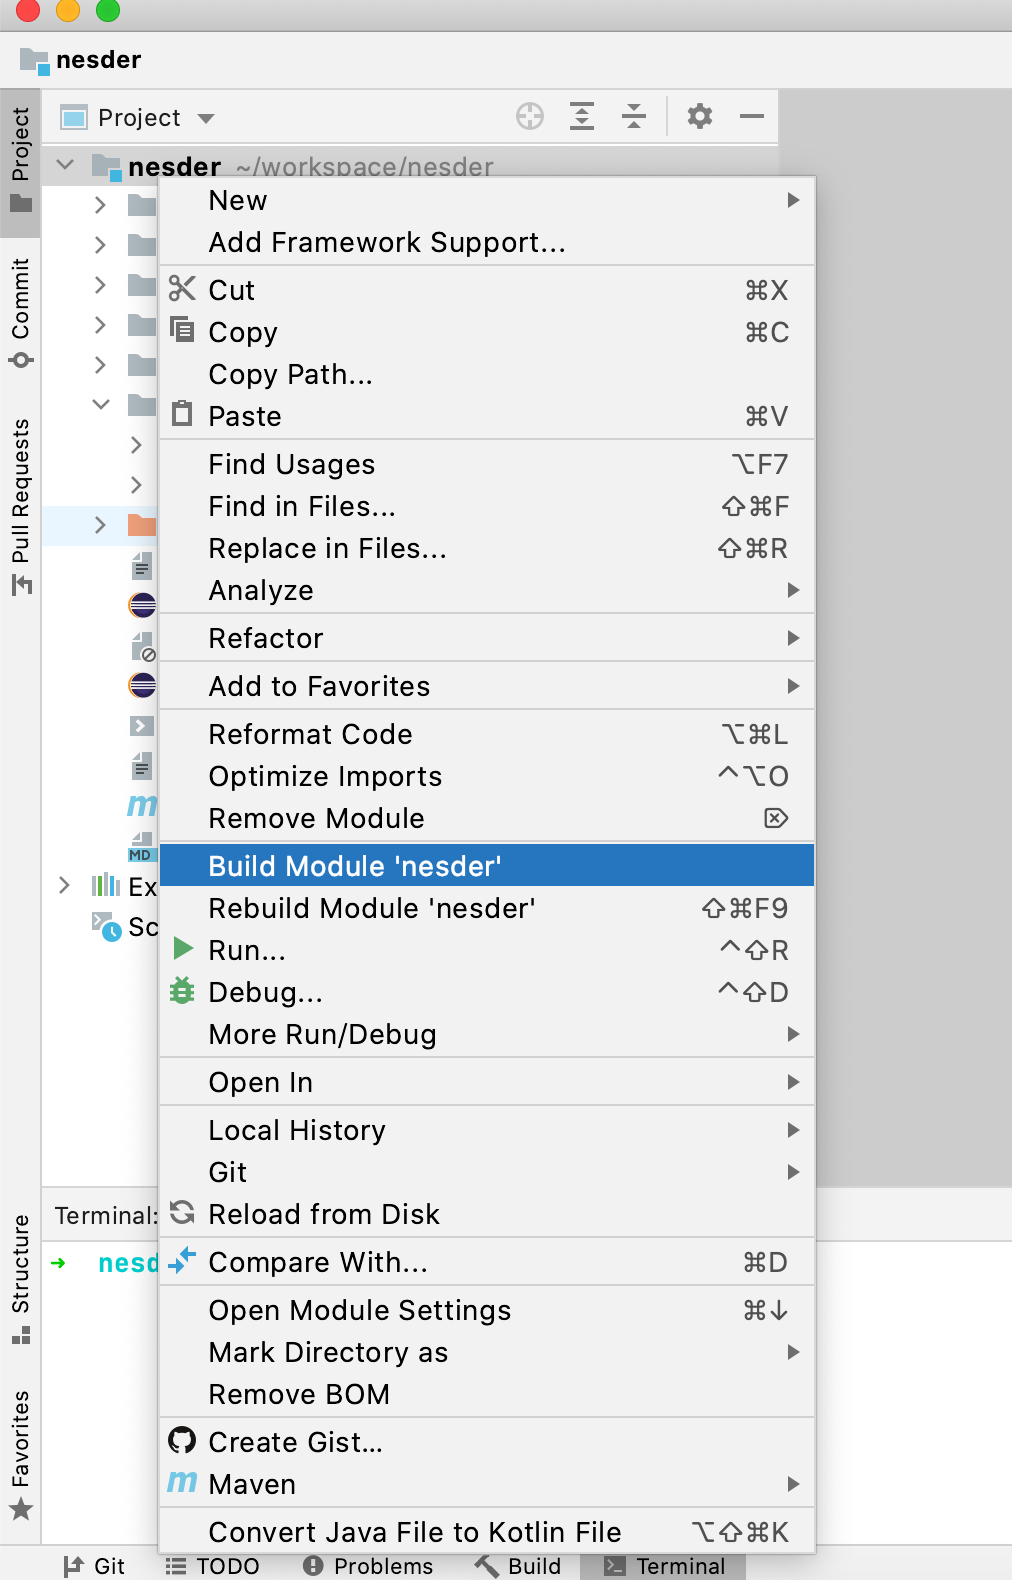 nesder
Project
Project
nesder ~/workspace/nesder
New
Add Framework Support...
Cut ⌘X
Copy ⌘C
Copy Path...
Paste ⌘V
Find Usages ⌥F7
Find in Files... ⇧⌘F
Replace in Files... ⇧⌘R
Analyze
Refactor
Add to Favorites
Reformat Code ⌥⌘L
Optimize Imports ^⌥O
Remove Module ⌦
Build Module 'nesder'
Rebuild Module 'nesder' ⇧⌘F9
Run... ^⇧R
Debug... ^⇧D
More Run/Debug
Open In
Local History
Git
Reload from Disk
Compare With... ⌘D
Open Module Settings ⌘↓
Mark Directory as
Remove BOM
Create Gist...
Maven
Convert Java File to Kotlin File ⌥⇧⌘K
Commit
Pull Requests
m
MD
Ex
Sc
Structure
Favorites
Terminal:
nesd
Git
TODO
Problems
Build
Terminal